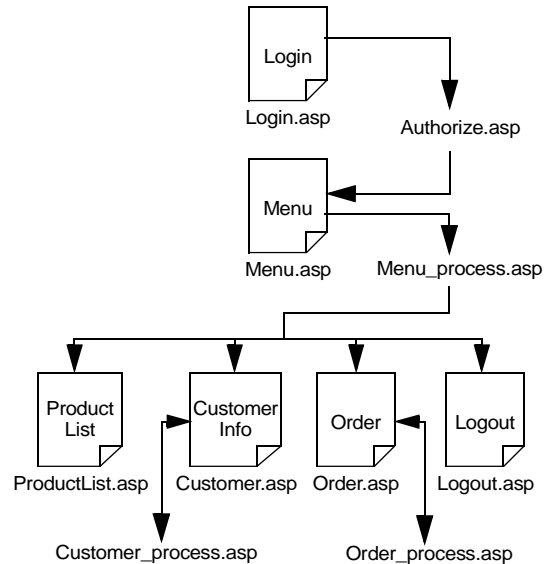 Login
Login.asp
Authorize.asp
Menu
Menu.asp
Menu_process.asp
Product
List
ProductList.asp
Customer
Info
Customer.asp
Order
Order.asp
Logout
Logout.asp
Customer_process.asp
Order_process.asp